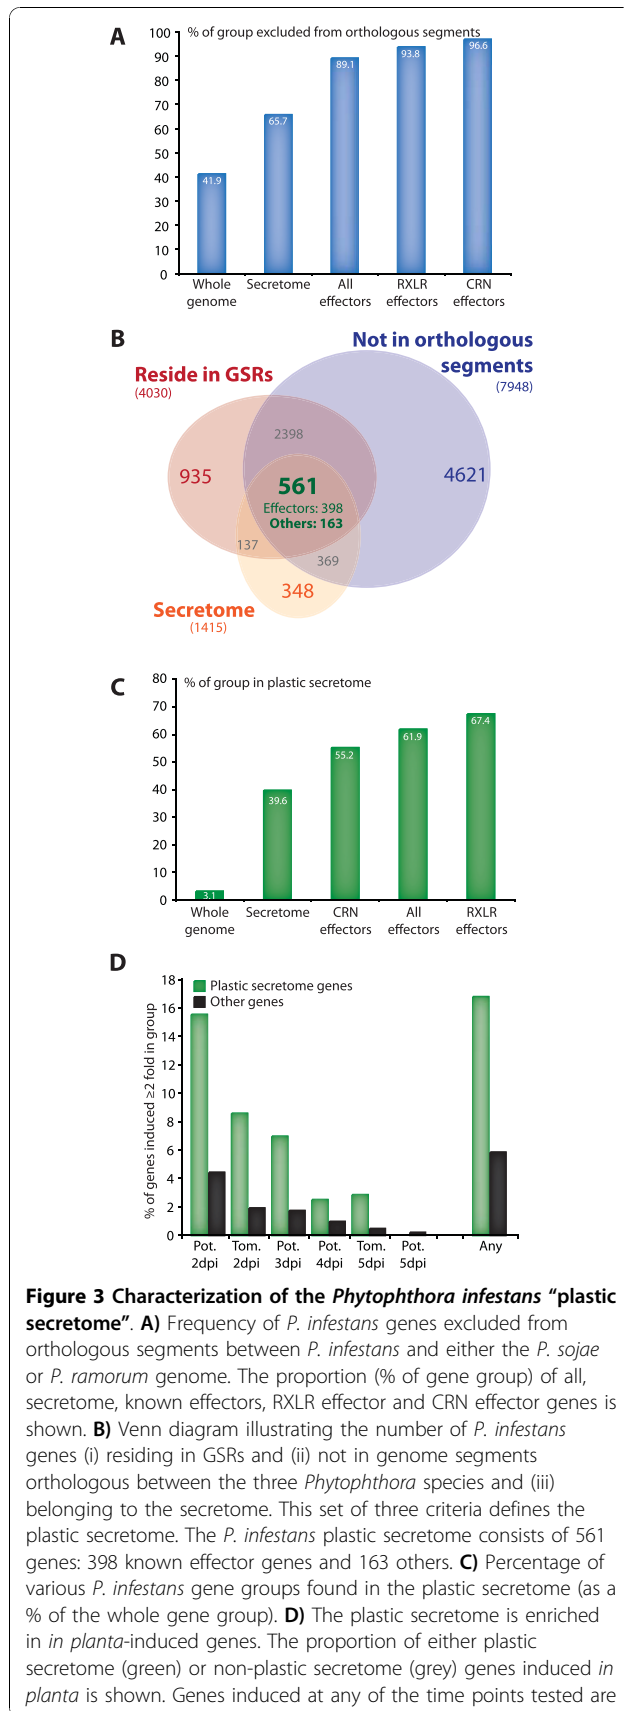 A
% of group excluded from orthologous segments
100
90
80
70
60
50
40
30
20
10
0
41.9
65.7
89.1
93.8
96.6
Whole genome
Secretome
All effectors
RXLR effectors
CRN effectors
B
Not in orthologous
segments
(7948)
Reside in GSRs
(4030)
2398
935
561
4621
Effectors: 398
Others: 163
137
369
348
Secretome
(1415)
C
% of group in plastic secretome
80
70
60
50
40
30
20
10
0
3.1
39.6
55.2
61.9
67.4
Whole genome
Secretome
CRN effectors
All effectors
RXLR effectors
D
% of genes induced ≥2 fold in group
18
16
14
12
10
8
6
4
2
0
Plastic secretome genes
Other genes
Pot. 2dpi
Tom. 2dpi
Pot. 3dpi
Pot. 4dpi
Tom. 5dpi
Pot. 5dpi
Any
Figure 3 Characterization of the Phytophthora infestans “plastic
secretome”. A) Frequency of P. infestans genes excluded from
orthologous segments between P. infestans and either the P. sojae
or P. ramorum genome. The proportion (% of gene group) of all,
secretome, known effectors, RXLR effector and CRN effector genes is
shown. B) Venn diagram illustrating the number of P. infestans
genes (i) residing in GSRs and (ii) not in genome segments
orthologous between the three Phytophthora species and (iii)
belonging to the secretome. This set of three criteria defines the
plastic secretome. The P. infestans plastic secretome consists of 561
genes: 398 known effector genes and 163 others. C) Percentage of
various P. infestans gene groups found in the plastic secretome (as a
% of the whole gene group). D) The plastic secretome is enriched
in in planta-induced genes. The proportion of either plastic
secretome (green) or non-plastic secretome (grey) genes induced in
planta is shown. Genes induced at any of the time points tested are